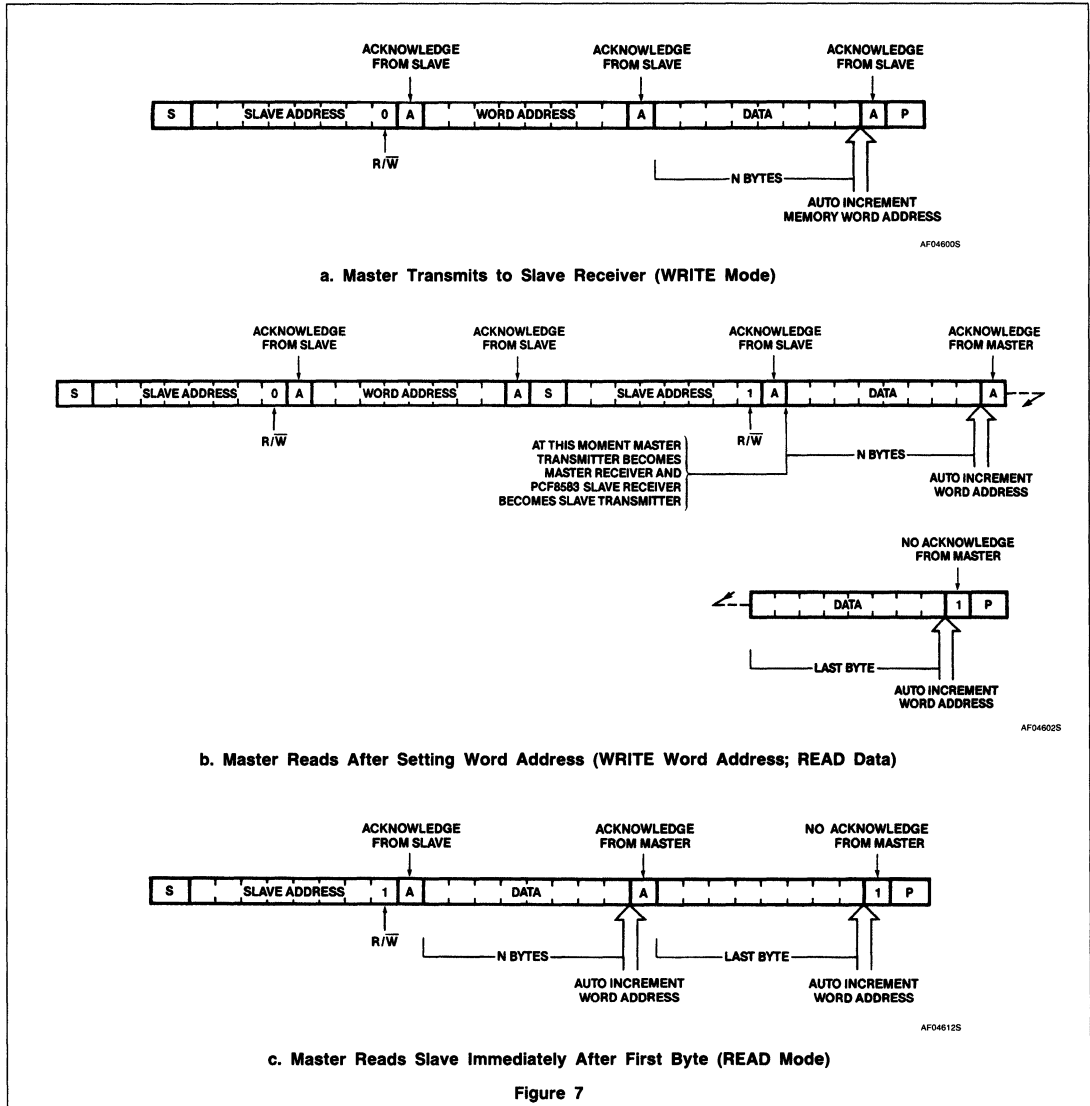 ACKNOWLEDGE
FROM SLAVE
ACKNOWLEDGE
FROM SLAVE
ACKNOWLEDGE
FROM SLAVE
S SLAVE ADDRESS 0 A WORD ADDRESS A DATA A P
R/W̅
N BYTES
AUTO INCREMENT
MEMORY WORD ADDRESS
AF04600S
a. Master Transmits to Slave Receiver (WRITE Mode)
ACKNOWLEDGE
FROM SLAVE
ACKNOWLEDGE
FROM SLAVE
ACKNOWLEDGE
FROM SLAVE
ACKNOWLEDGE
FROM MASTER
S SLAVE ADDRESS 0 A WORD ADDRESS A S SLAVE ADDRESS 1 A DATA A
R/W̅
R/W̅
AT THIS MOMENT MASTER
TRANSMITTER BECOMES
MASTER RECEIVER AND
PCF8583 SLAVE RECEIVER
BECOMES SLAVE TRANSMITTER
N BYTES
AUTO INCREMENT
WORD ADDRESS
NO ACKNOWLEDGE
FROM MASTER
DATA 1 P
LAST BYTE
AUTO INCREMENT
WORD ADDRESS
AF04602S
b. Master Reads After Setting Word Address (WRITE Word Address; READ Data)
ACKNOWLEDGE
FROM SLAVE
ACKNOWLEDGE
FROM MASTER
NO ACKNOWLEDGE
FROM MASTER
S SLAVE ADDRESS 1 A DATA A 1 P
R/W̅
N BYTES
LAST BYTE
AUTO INCREMENT
WORD ADDRESS
AUTO INCREMENT
WORD ADDRESS
AF04612S
c. Master Reads Slave Immediately After First Byte (READ Mode)
Figure 7